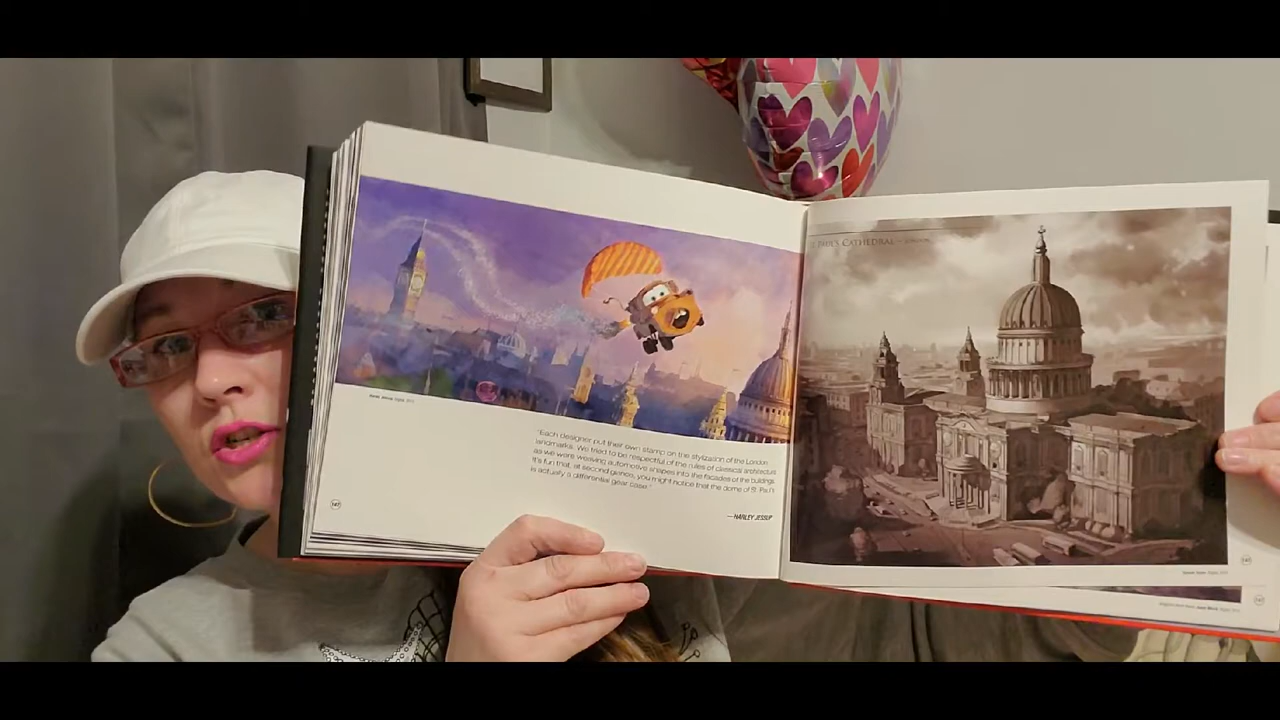 "Each designer put their own stamp on the stylization of the London
landmarks. We tried to be respectful of the rules of classical architecture
as we were weaving automotive shapes into the facades of the buildings.
It's fun that, at second glance, you might notice that the dome of St. Paul's
is actually a differential gear case."
—HARLEY JESSUP
PAUL'S CATHEDRAL — LONDON